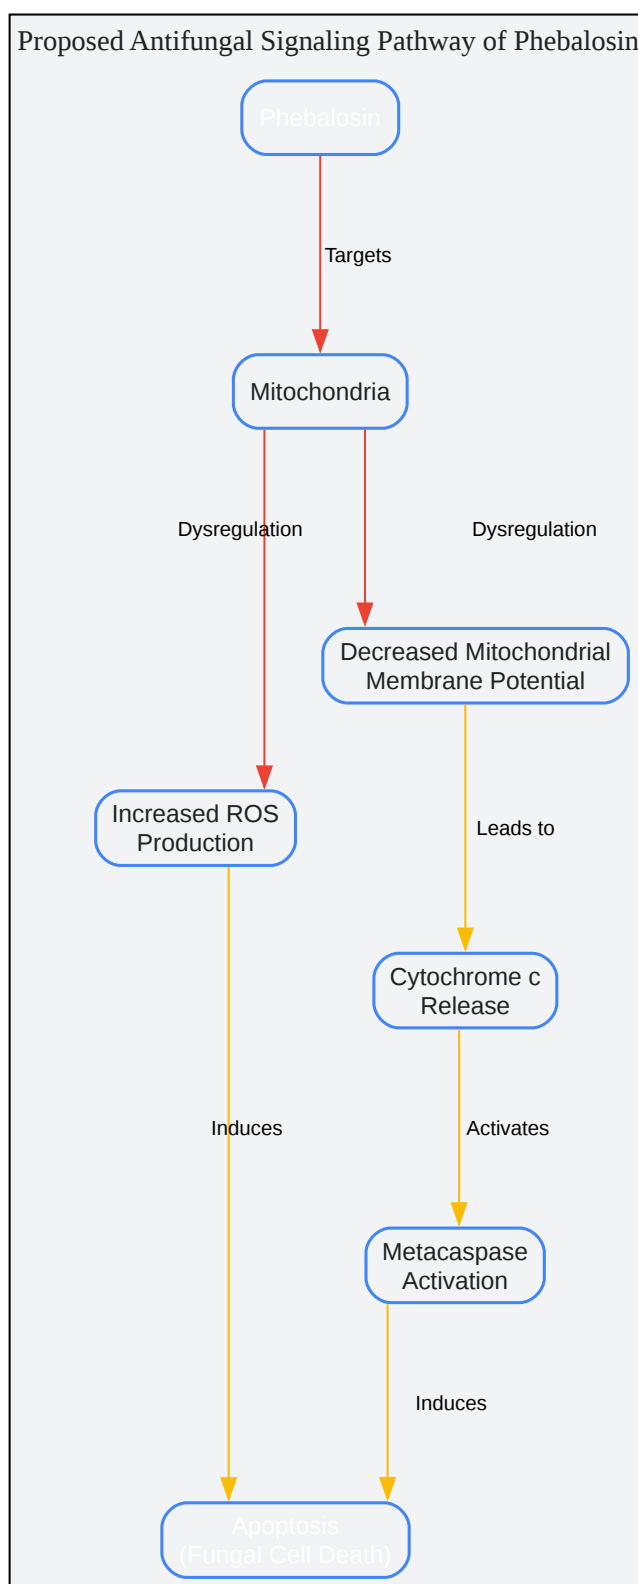 Proposed Antifungal Signaling Pathway of Phebalosin
Phebalosin
Targets
Mitochondria
Dysregulation
Dysregulation
Decreased Mitochondrial
Membrane Potential
Increased ROS
Production
Leads to
Cytochrome c
Release
Induces
Activates
Metacaspase
Activation
Induces
Apoptosis
(Fungal Cell Death)